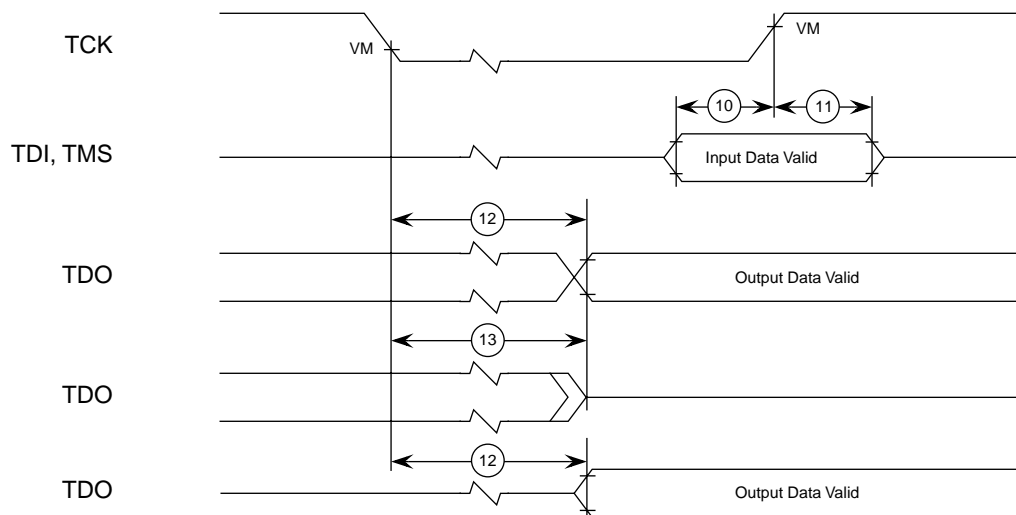 TCK
VM
VM
10
11
TDI, TMS
Input Data Valid
12
TDO
Output Data Valid
13
TDO
12
TDO
Output Data Valid